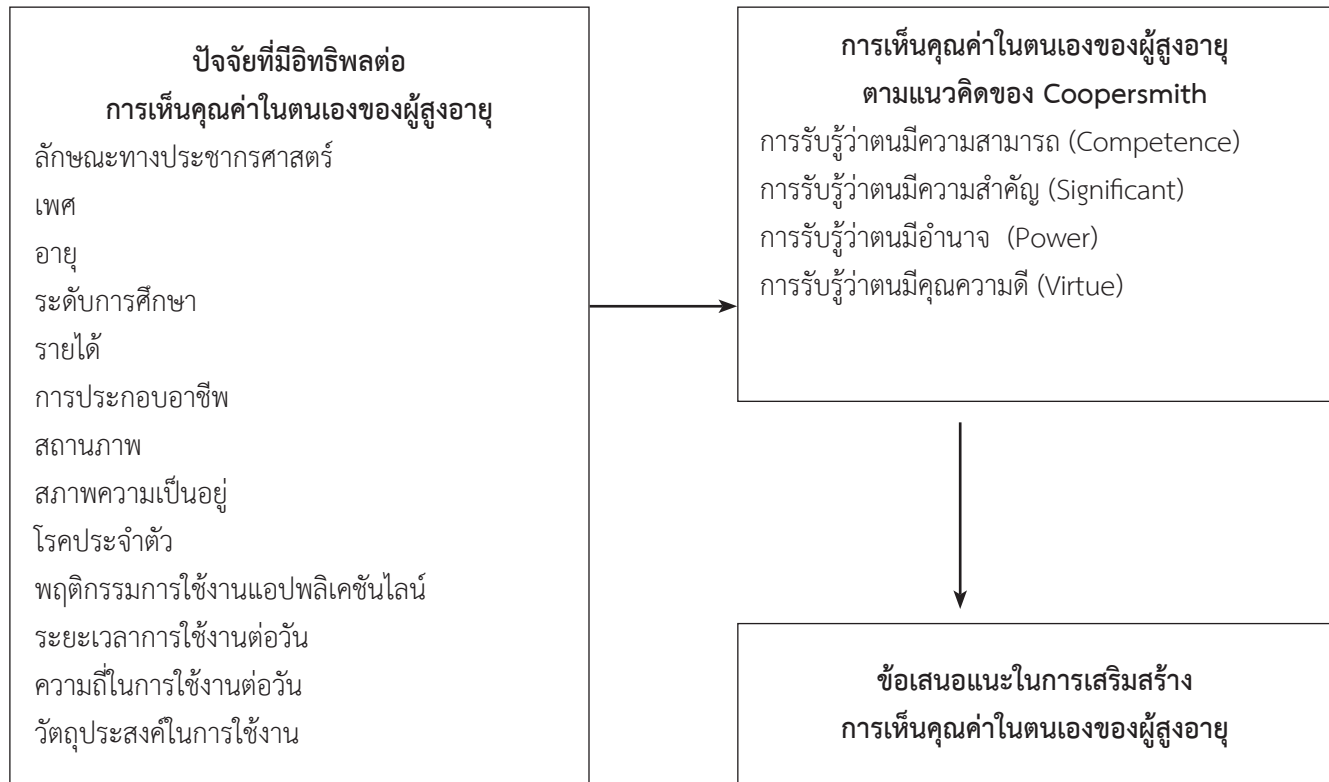 ปัจจัยที่มีอิทธิพลต่อ
การเห็นคุณค่าในตนเองของผู้สูงอายุ
ลักษณะทางประชากรศาสตร์
เพศ
อายุ
ระดับการศึกษา
รายได้
การประกอบอาชีพ
สถานภาพ
สภาพความเป็นอยู่
โรคประจำตัว
พฤติกรรมการใช้งานแอปพลิเคชันไลน์
ระยะเวลาการใช้งานต่อวัน
ความถี่ในการใช้งานต่อวัน
วัตถุประสงค์ในการใช้งาน
การเห็นคุณค่าในตนเองของผู้สูงอายุ
ตามแนวคิดของ Coopersmith
การรับรู้ว่าตนมีความสามารถ (Competence)
การรับรู้ว่าตนมีความสำคัญ (Significant)
การรับรู้ว่าตนมีอำนาจ (Power)
การรับรู้ว่าตนมีคุณความดี (Virtue)
ข้อเสนอแนะในการเสริมสร้าง
การเห็นคุณค่าในตนเองของผู้สูงอายุ